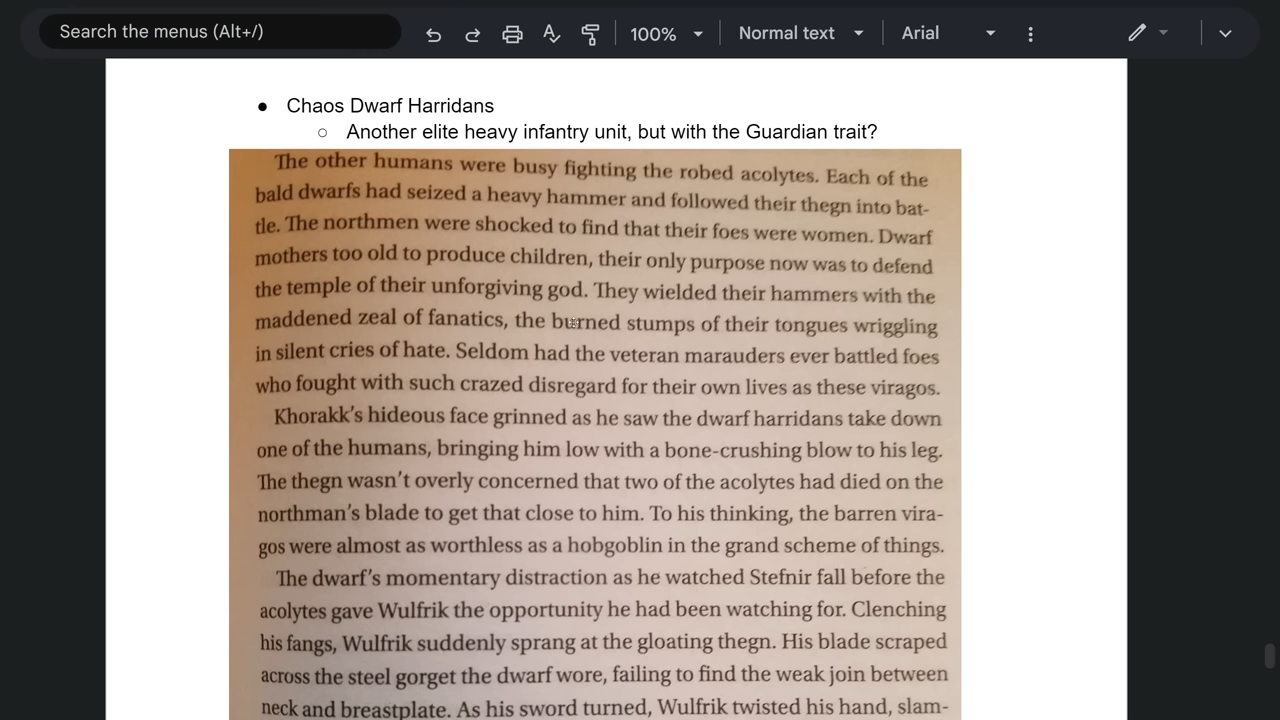 Search the menus (Alt+/)
100%
Normal text
Arial
● Chaos Dwarf Harridans
○ Another elite heavy infantry unit, but with the Guardian trait?
The other humans were busy fighting the robed acolytes. Each of the
bald dwarfs had seized a heavy hammer and followed their thegn into bat-
tle. The northmen were shocked to find that their foes were women. Dwarf
mothers too old to produce children, their only purpose now was to defend
the temple of their unforgiving god. They wielded their hammers with the
maddened zeal of fanatics, the burned stumps of their tongues wriggling
in silent cries of hate. Seldom had the veteran marauders ever battled foes
who fought with such crazed disregard for their own lives as these viragos.
Khorakk's hideous face grinned as he saw the dwarf harridans take down
one of the humans, bringing him low with a bone-crushing blow to his leg.
The thegn wasn't overly concerned that two of the acolytes had died on the
northman's blade to get that close to him. To his thinking, the barren vira-
gos were almost as worthless as a hobgoblin in the grand scheme of things.
The dwarf's momentary distraction as he watched Stefnir fall before the
acolytes gave Wulfrik the opportunity he had been watching for. Clenching
his fangs, Wulfrik suddenly sprang at the gloating thegn. His blade scraped
across the steel gorget the dwarf wore, failing to find the weak join between
neck and breastplate. As his sword turned, Wulfrik twisted his hand, slam-